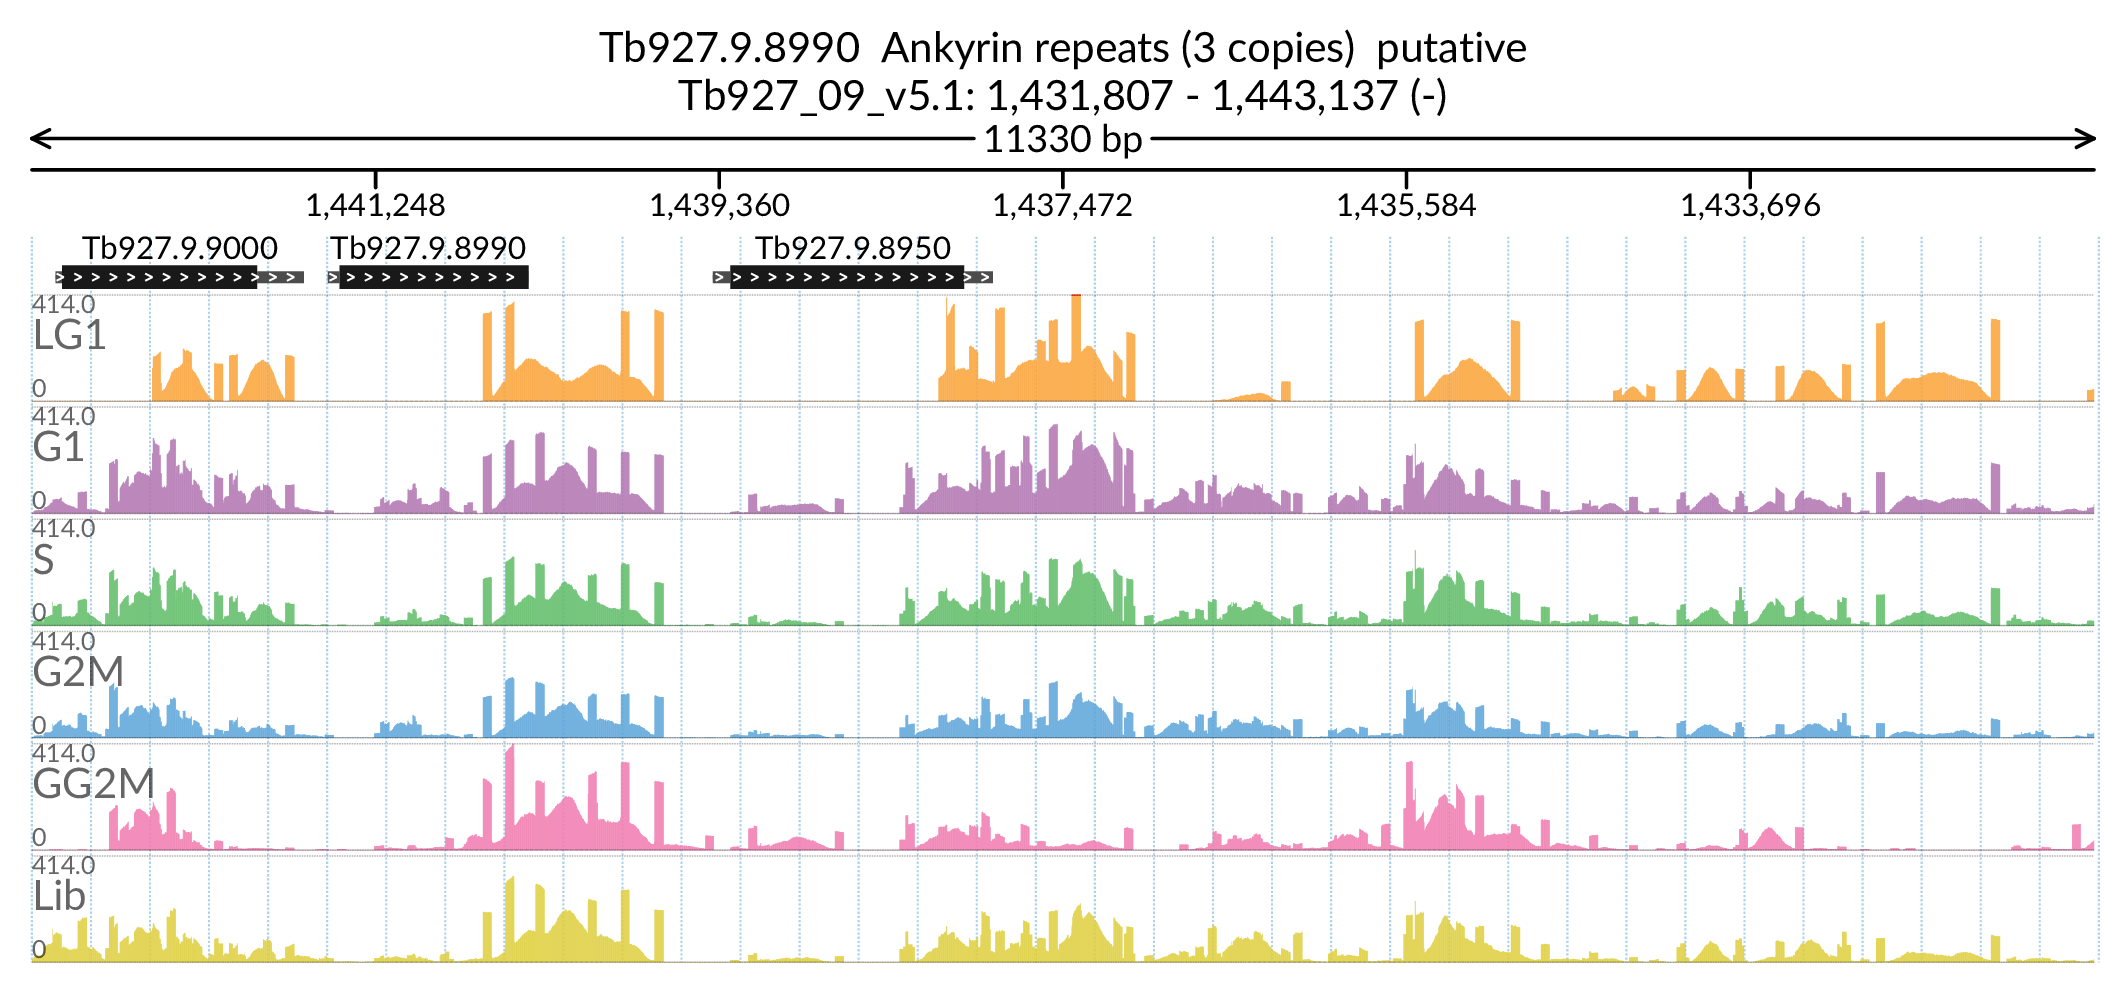 Tb927.9.8990  Ankyrin repeats (3 copies)  putative
Tb927_09_v5.1: 1,431,807 - 1,443,137 (-)
11330 bp
1,441,248 1,439,360 1,437,472 1,435,584 1,433,696
Tb927.9.9000 Tb927.9.8990 Tb927.9.8950
414.0
LG1
0
414.0
G1
0
414.0
S
0
414.0
G2M
0
414.0
GG2M
0
414.0
Lib
0